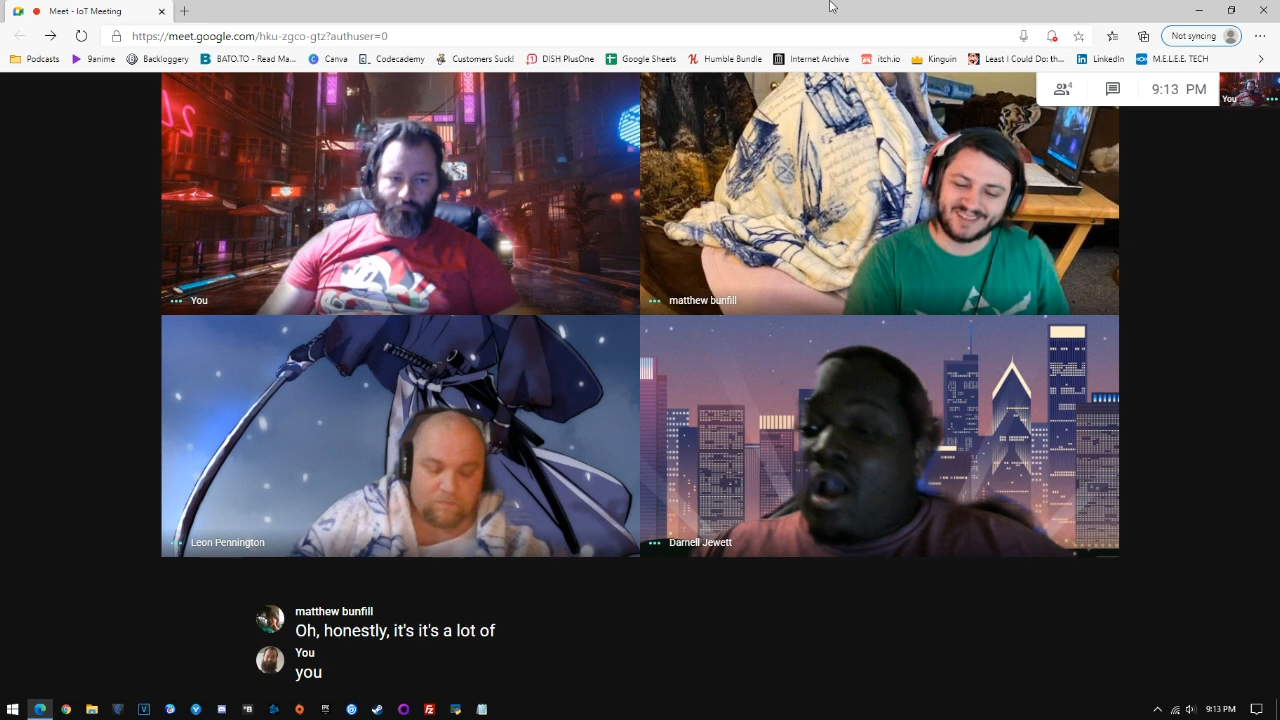 Meet - IoT Meeting
https://meet.google.com/hku-zgco-gtz?authuser=0
Not syncing
Podcasts
9anime
Backloggery
BATO.TO - Read Ma...
Canva
Codecademy
Customers Suck!
DISH PlusOne
Google Sheets
Humble Bundle
Internet Archive
itch.io
Kinguin
Least I Could Do: th...
LinkedIn
M.E.L.E.E. TECH
4
9:13 PM
You
You
matthew bunfill
Leon Pennington
Darnell Jewett
matthew bunfill
Oh, honestly, it's it's a lot of
You
you
9:13 PM